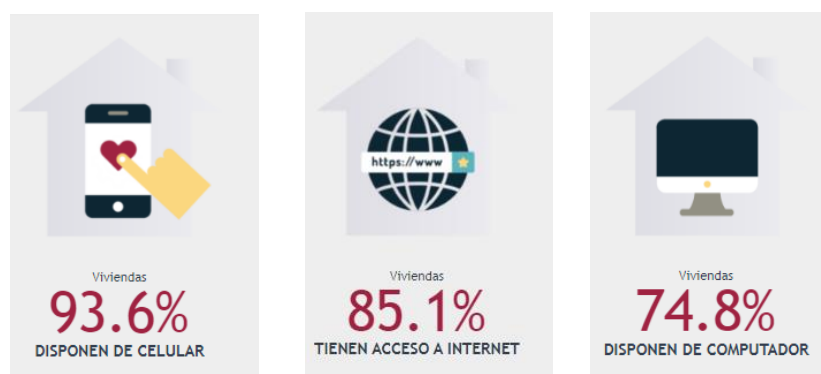 https://www
Viviendas
93.6%
DISPONEN DE CELULAR
Viviendas
85.1%
TIENEN ACCESO A INTERNET
Viviendas
74.8%
DISPONEN DE COMPUTADOR